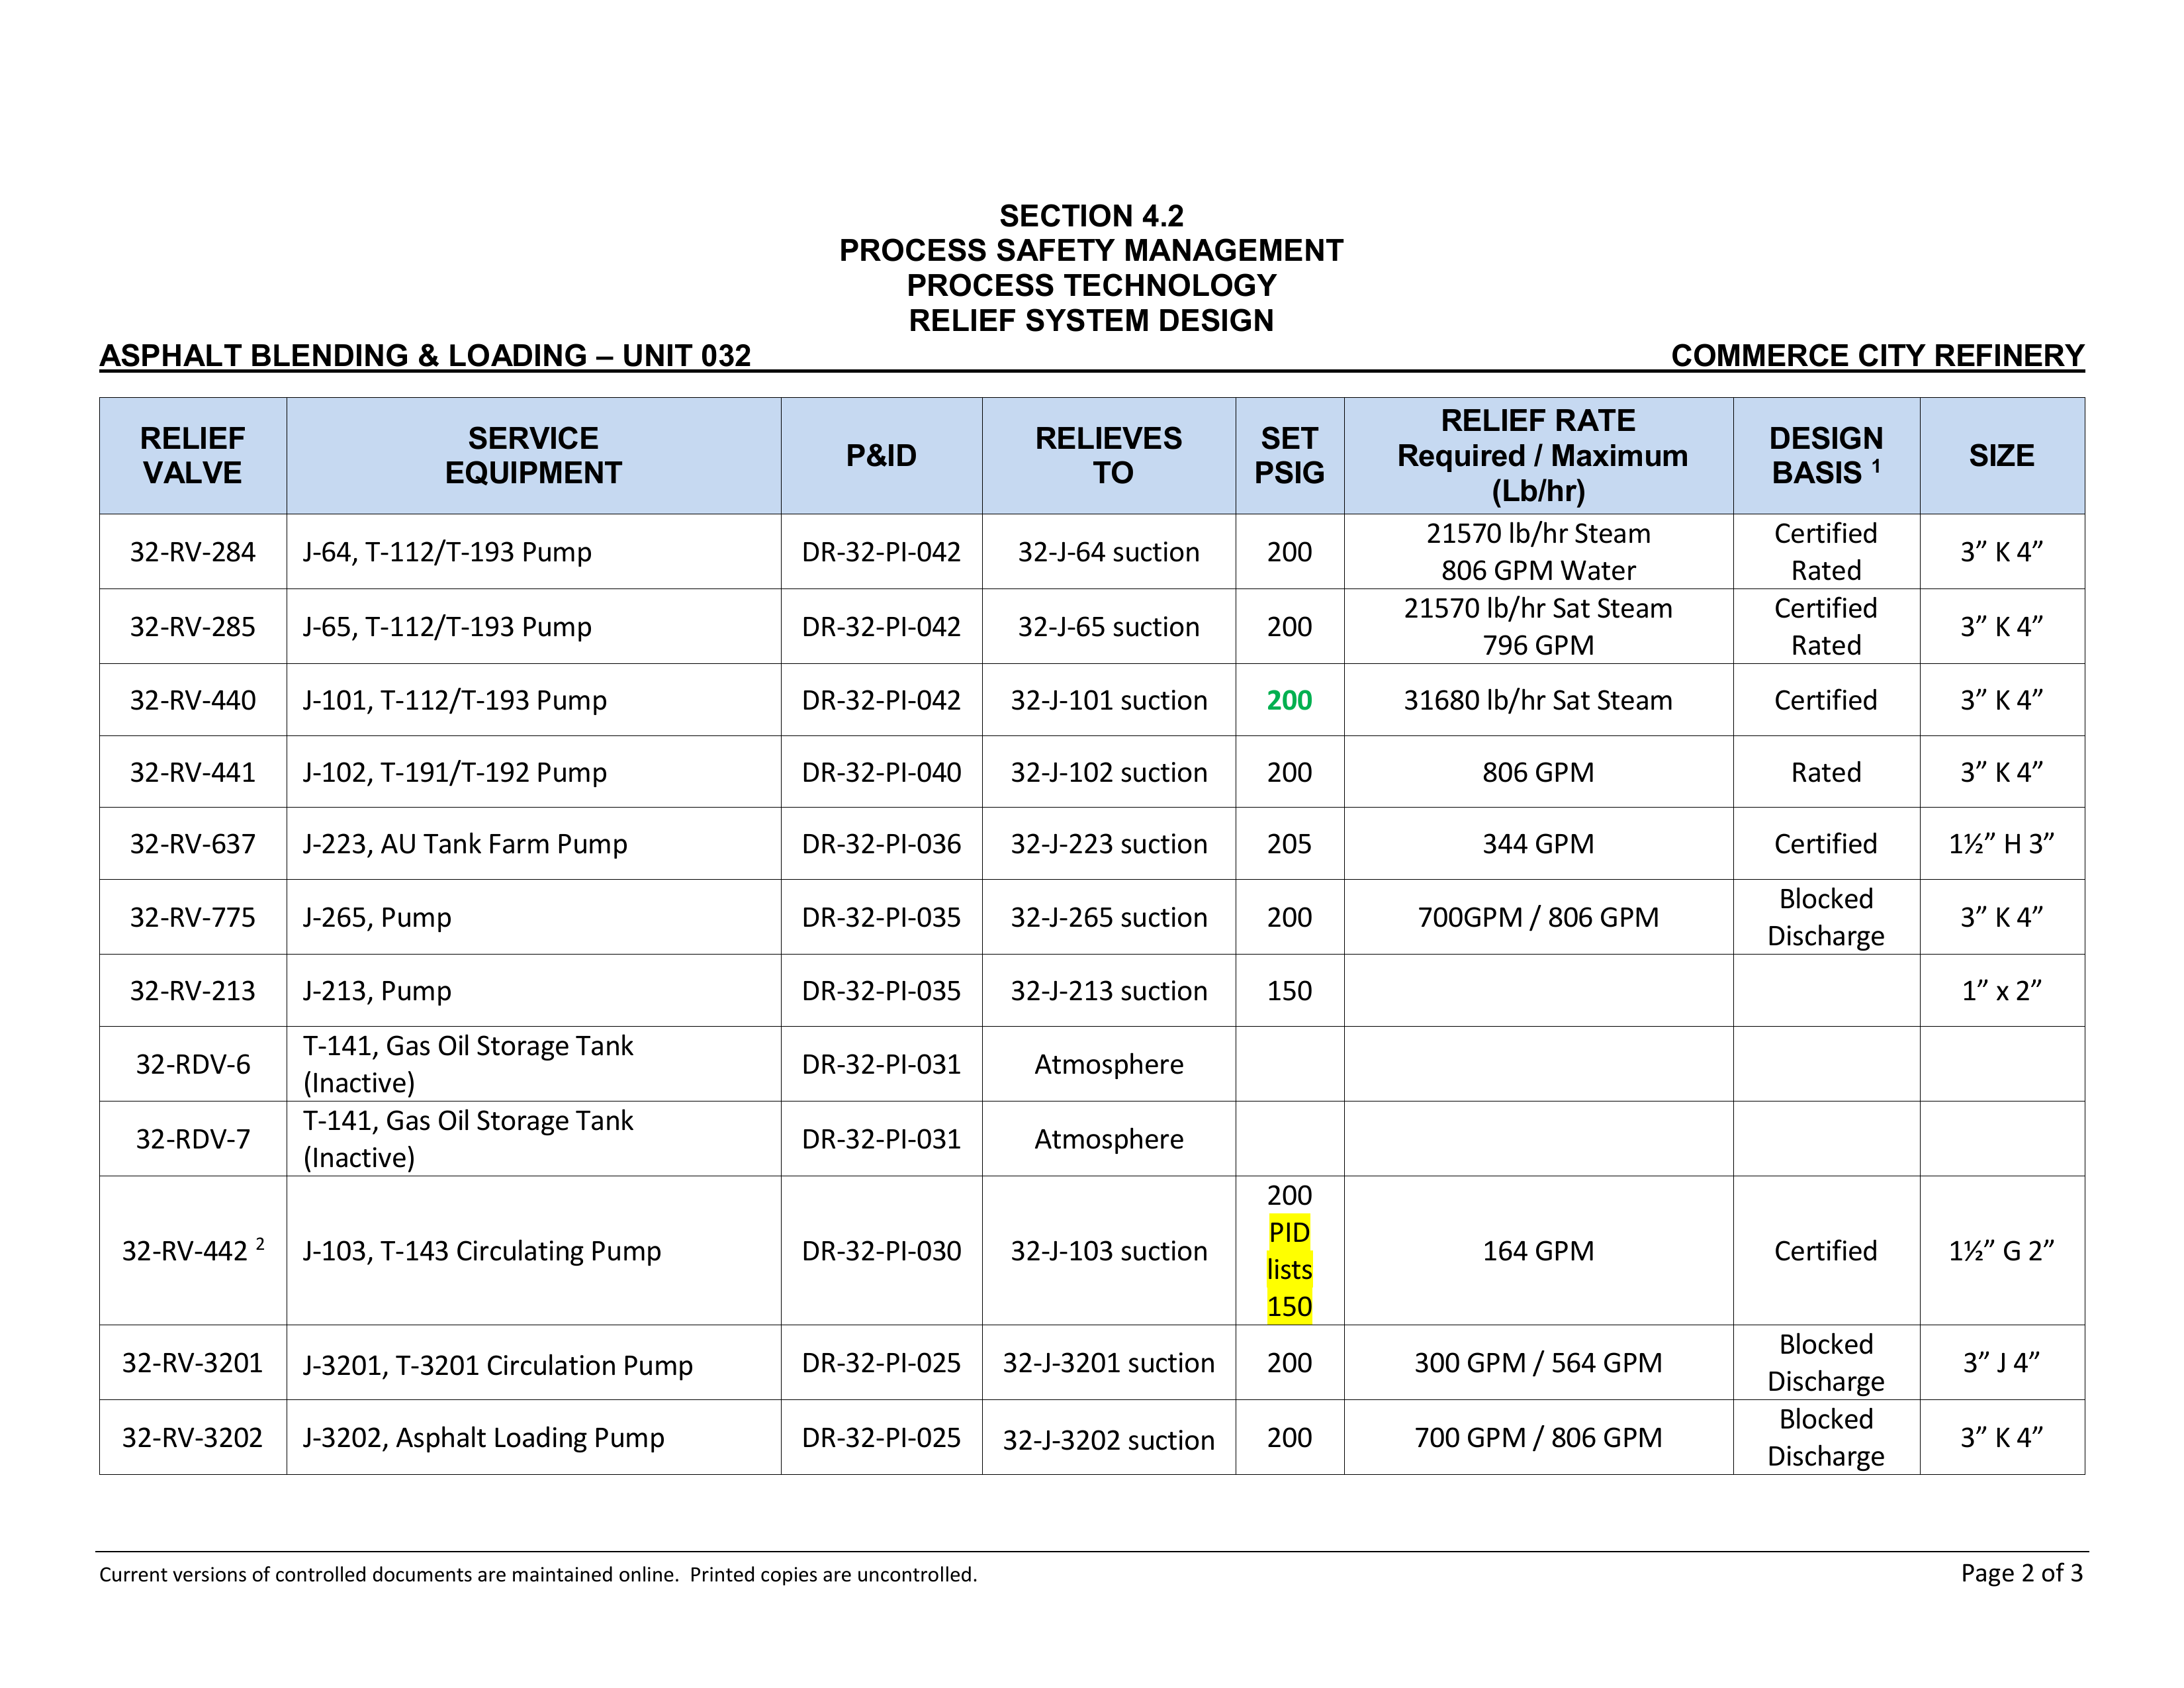 SECTION 4.2
PROCESS SAFETY MANAGEMENT
PROCESS TECHNOLOGY
RELIEF SYSTEM DESIGN
ASPHALT BLENDING & LOADING – UNIT 032 COMMERCE CITY REFINERY
RELIEF VALVE SERVICE EQUIPMENT P&ID RELIEVES TO SET PSIG RELIEF RATE Required / Maximum (Lb/hr) DESIGN BASIS ¹ SIZE
32-RV-284 J-64, T-112/T-193 Pump DR-32-PI-042 32-J-64 suction 200 21570 lb/hr Steam 806 GPM Water Certified Rated 3” K 4”
32-RV-285 J-65, T-112/T-193 Pump DR-32-PI-042 32-J-65 suction 200 21570 lb/hr Sat Steam 796 GPM Certified Rated 3” K 4”
32-RV-440 J-101, T-112/T-193 Pump DR-32-PI-042 32-J-101 suction 200 31680 lb/hr Sat Steam Certified 3” K 4”
32-RV-441 J-102, T-191/T-192 Pump DR-32-PI-040 32-J-102 suction 200 806 GPM Rated 3” K 4”
32-RV-637 J-223, AU Tank Farm Pump DR-32-PI-036 32-J-223 suction 205 344 GPM Certified 1½” H 3”
32-RV-775 J-265, Pump DR-32-PI-035 32-J-265 suction 200 700GPM / 806 GPM Blocked Discharge 3” K 4”
32-RV-213 J-213, Pump DR-32-PI-035 32-J-213 suction 150 1” x 2”
32-RDV-6 T-141, Gas Oil Storage Tank (Inactive) DR-32-PI-031 Atmosphere
32-RDV-7 T-141, Gas Oil Storage Tank (Inactive) DR-32-PI-031 Atmosphere
32-RV-442 ² J-103, T-143 Circulating Pump DR-32-PI-030 32-J-103 suction 200 PID lists 150 164 GPM Certified 1½” G 2”
32-RV-3201 J-3201, T-3201 Circulation Pump DR-32-PI-025 32-J-3201 suction 200 300 GPM / 564 GPM Blocked Discharge 3” J 4”
32-RV-3202 J-3202, Asphalt Loading Pump DR-32-PI-025 32-J-3202 suction 200 700 GPM / 806 GPM Blocked Discharge 3” K 4”
Current versions of controlled documents are maintained online. Printed copies are uncontrolled. Page 2 of 3